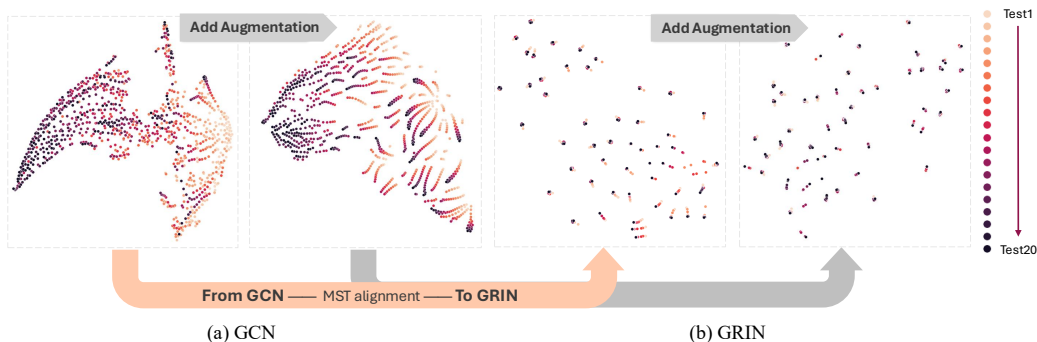 Add Augmentation
Add Augmentation
Test1
Test20
From GCN —— MST alignment —— To GRIN
(a) GCN
(b) GRIN